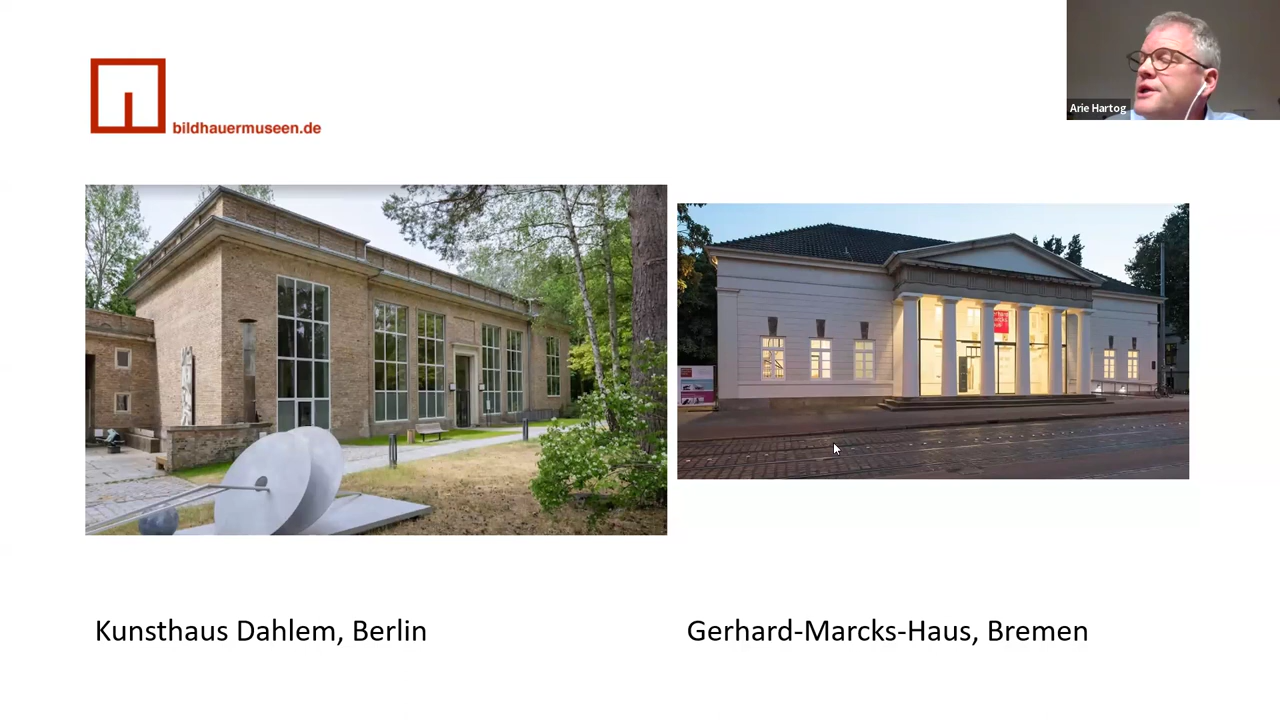 Arie Hartog
bildhauermuseen.de
Kunsthaus Dahlem, Berlin
Gerhard-Marcks-Haus, Bremen